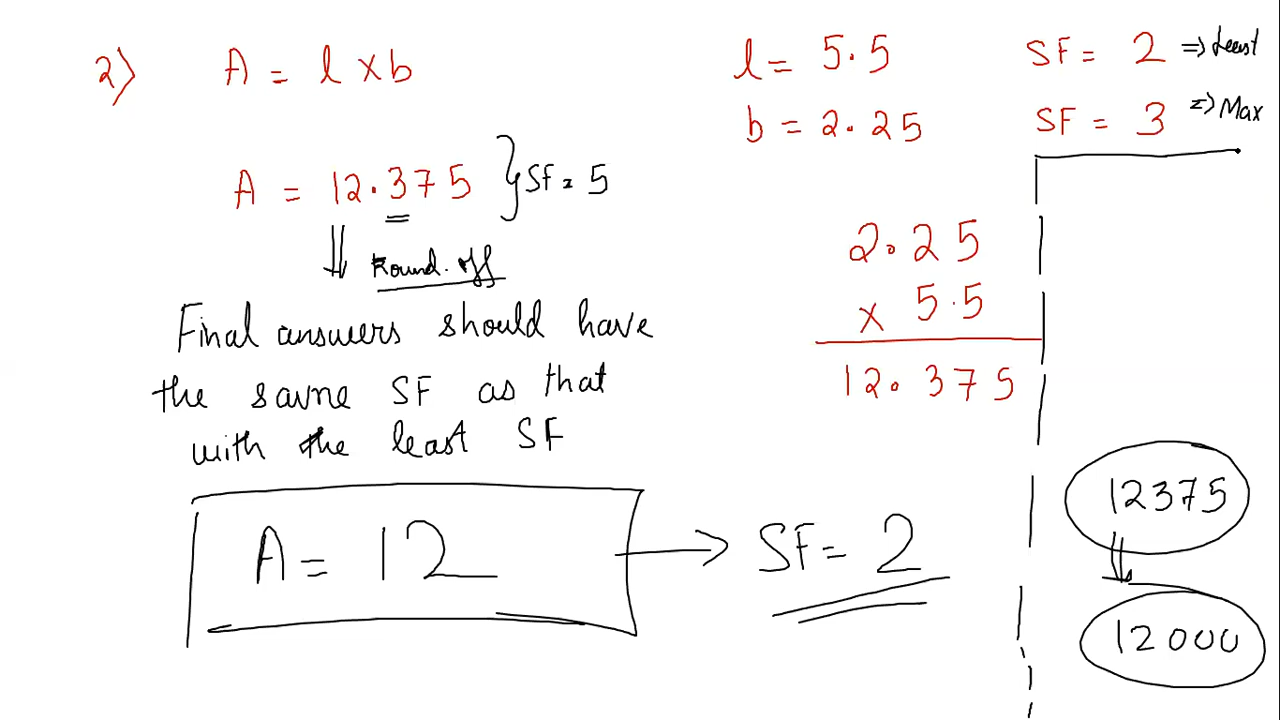 2) A = l x b
l = 5.5 SF = 2 => Least
b = 2.25 SF = 3 => Max
A = 12.375 } SF = 5
Round off
Final answers should have
the same SF as that
with the least SF
A = 12 → SF = 2
2.25
x 5.5
12.375
12375
12000